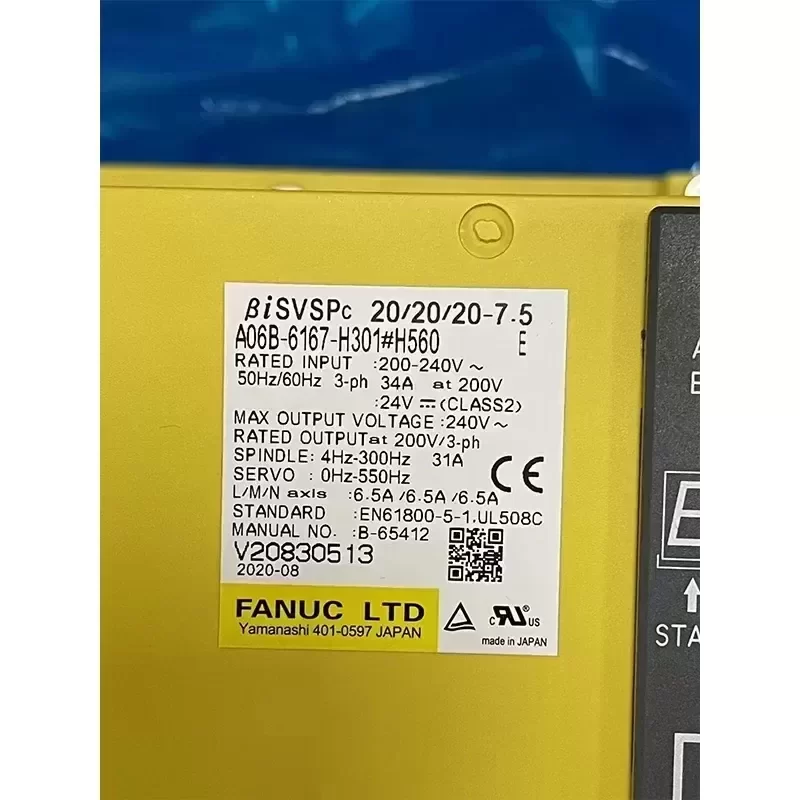 βiSVSPc 20/20/20-7.5
A06B-6167-H301#H560 E
RATED INPUT :200-240V ~
50Hz/60Hz 3-ph 34A at 200V
:24V ⎓ (CLASS2)
MAX OUTPUT VOLTAGE :240V ~
RATED OUTPUT at 200V/3-ph
SPINDLE: 4Hz-300Hz 31A
SERVO : 0Hz-550Hz
L/M/N axis :6.5A /6.5A /6.5A
STANDARD :EN61800-5-1.UL508C
MANUAL NO. :B-65412
V20830513
2020-08
CE
FANUC LTD
Yamanashi 401-0597 JAPAN
c RU US
made in JAPAN
STA